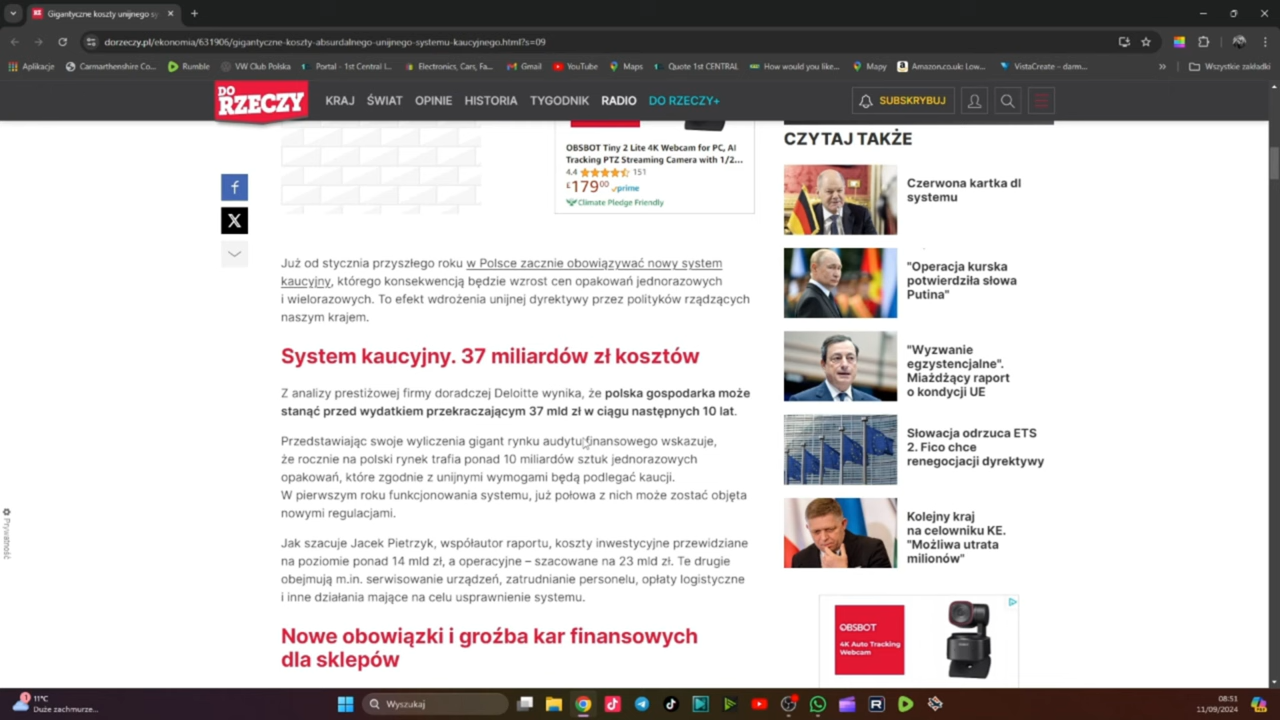 Gigantyczne koszty unijnego sy
dorzeczy.pl/ekonomia/631906/gigantyczne-koszty-absurdalnego-unijnego-systemu-kaucyjnego.html?s=09
Aplikacje
Carmarthenshire Co...
Rumble
VW Club Polska
Portal - 1st Central I...
Electronics, Cars, Fa...
Gmail
YouTube
Maps
Quote 1st CENTRAL
How would you like...
Mapy
Amazon.co.uk: Low...
VistaCreate – darm...
Wszystkie zakładki
DO RZECZY
KRAJ ŚWIAT OPINIE HISTORIA TYGODNIK RADIO DO RZECZY+
SUBSKRYBUJ
OBSBOT Tiny 2 Lite 4K Webcam for PC, AI
Tracking PTZ Streaming Camera with 1/2...
4.4 151
£179⁰⁰ prime
Climate Pledge Friendly
Już od stycznia przyszłego roku w Polsce zacznie obowiązywać nowy system
kaucyjny, którego konsekwencją będzie wzrost cen opakowań jednorazowych
i wielorazowych. To efekt wdrożenia unijnej dyrektywy przez polityków rządzących
naszym krajem.
System kaucyjny. 37 miliardów zł kosztów
Z analizy prestiżowej firmy doradczej Deloitte wynika, że polska gospodarka może
stanąć przed wydatkiem przekraczającym 37 mld zł w ciągu następnych 10 lat.
Przedstawiając swoje wyliczenia gigant rynku audytu finansowego wskazuje,
że rocznie na polski rynek trafia ponad 10 miliardów sztuk jednorazowych
opakowań, które zgodnie z unijnymi wymogami będą podlegać kaucji.
W pierwszym roku funkcjonowania systemu, już połowa z nich może zostać objęta
nowymi regulacjami.
Jak szacuje Jacek Pietrzyk, współautor raportu, koszty inwestycyjne przewidziane
na poziomie ponad 14 mld zł, a operacyjne – szacowane na 23 mld zł. Te drugie
obejmują m.in. serwisowanie urządzeń, zatrudnianie personelu, opłaty logistyczne
i inne działania mające na celu usprawnienie systemu.
Nowe obowiązki i groźba kar finansowych
dla sklepów
CZYTAJ TAKŻE
Czerwona kartka dl
systemu
"Operacja kurska
potwierdziła słowa
Putina"
"Wyzwanie
egzystencjalne".
Miażdżący raport
o kondycji UE
Słowacja odrzuca ETS
2. Fico chce
renegocjacji dyrektywy
Kolejny kraj
na celowniku KE.
"Możliwa utrata
milionów"
OBSBOT
4K Auto Tracking
Webcam
Prywatność
1
11°C
Duże zachmurze...
Wyszukaj
08:51
11/09/2024